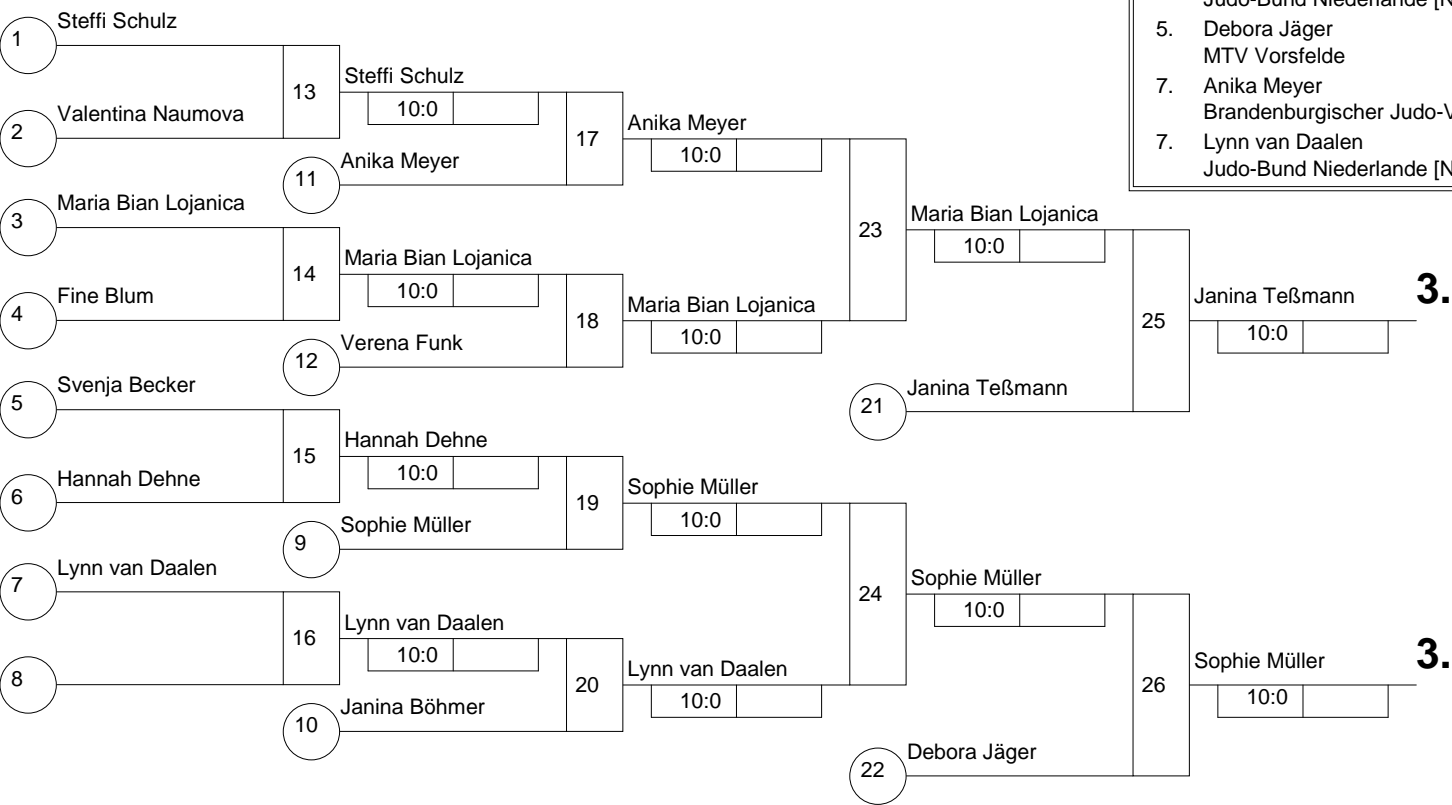 Judo-Bund Niederlande
5. Debora Jäger
MTV Vorsfelde
7. Anika Meyer
Brandenburgischer
7. Lynn van Daalen
Judo-Bund Niederlande
1 Steffi Schulz
2 Valentina Naumova
13
Steffi Schulz
10:0
11 Anika Meyer
17
Anika Meyer
10:0
3 Maria Bian Lojanica
4 Fine Blum
14
Maria Bian Lojanica
10:0
12 Verena Funk
18
Maria Bian Lojanica
10:0
23
Maria Bian Lojanica
10:0
21 Janina Teßmann
25
Janina Teßmann 3.
10:0
5 Svenja Becker
6 Hannah Dehne
15
Hannah Dehne
10:0
9 Sophie Müller
19
Sophie Müller
10:0
7 Lynn van Daalen
8
16
Lynn van Daalen
10:0
10 Janina Böhmer
20
Lynn van Daalen
10:0
24
Sophie Müller
10:0
22 Debora Jäger
26
Sophie Müller 3.
10:0